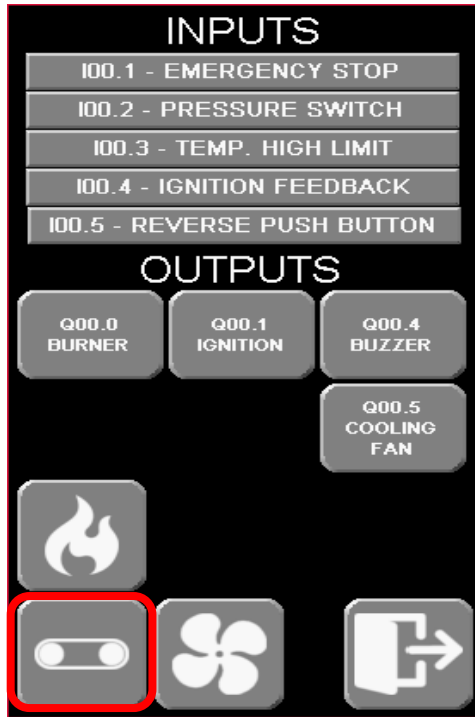 INPUTS
I00.1 - EMERGENCY STOP
I00.2 - PRESSURE SWITCH
I00.3 - TEMP. HIGH LIMIT
I00.4 - IGNITION FEEDBACK
I00.5 - REVERSE PUSH BUTTON
OUTPUTS
Q00.0
BURNER
Q00.1
IGNITION
Q00.4
BUZZER
Q00.5
COOLING
FAN